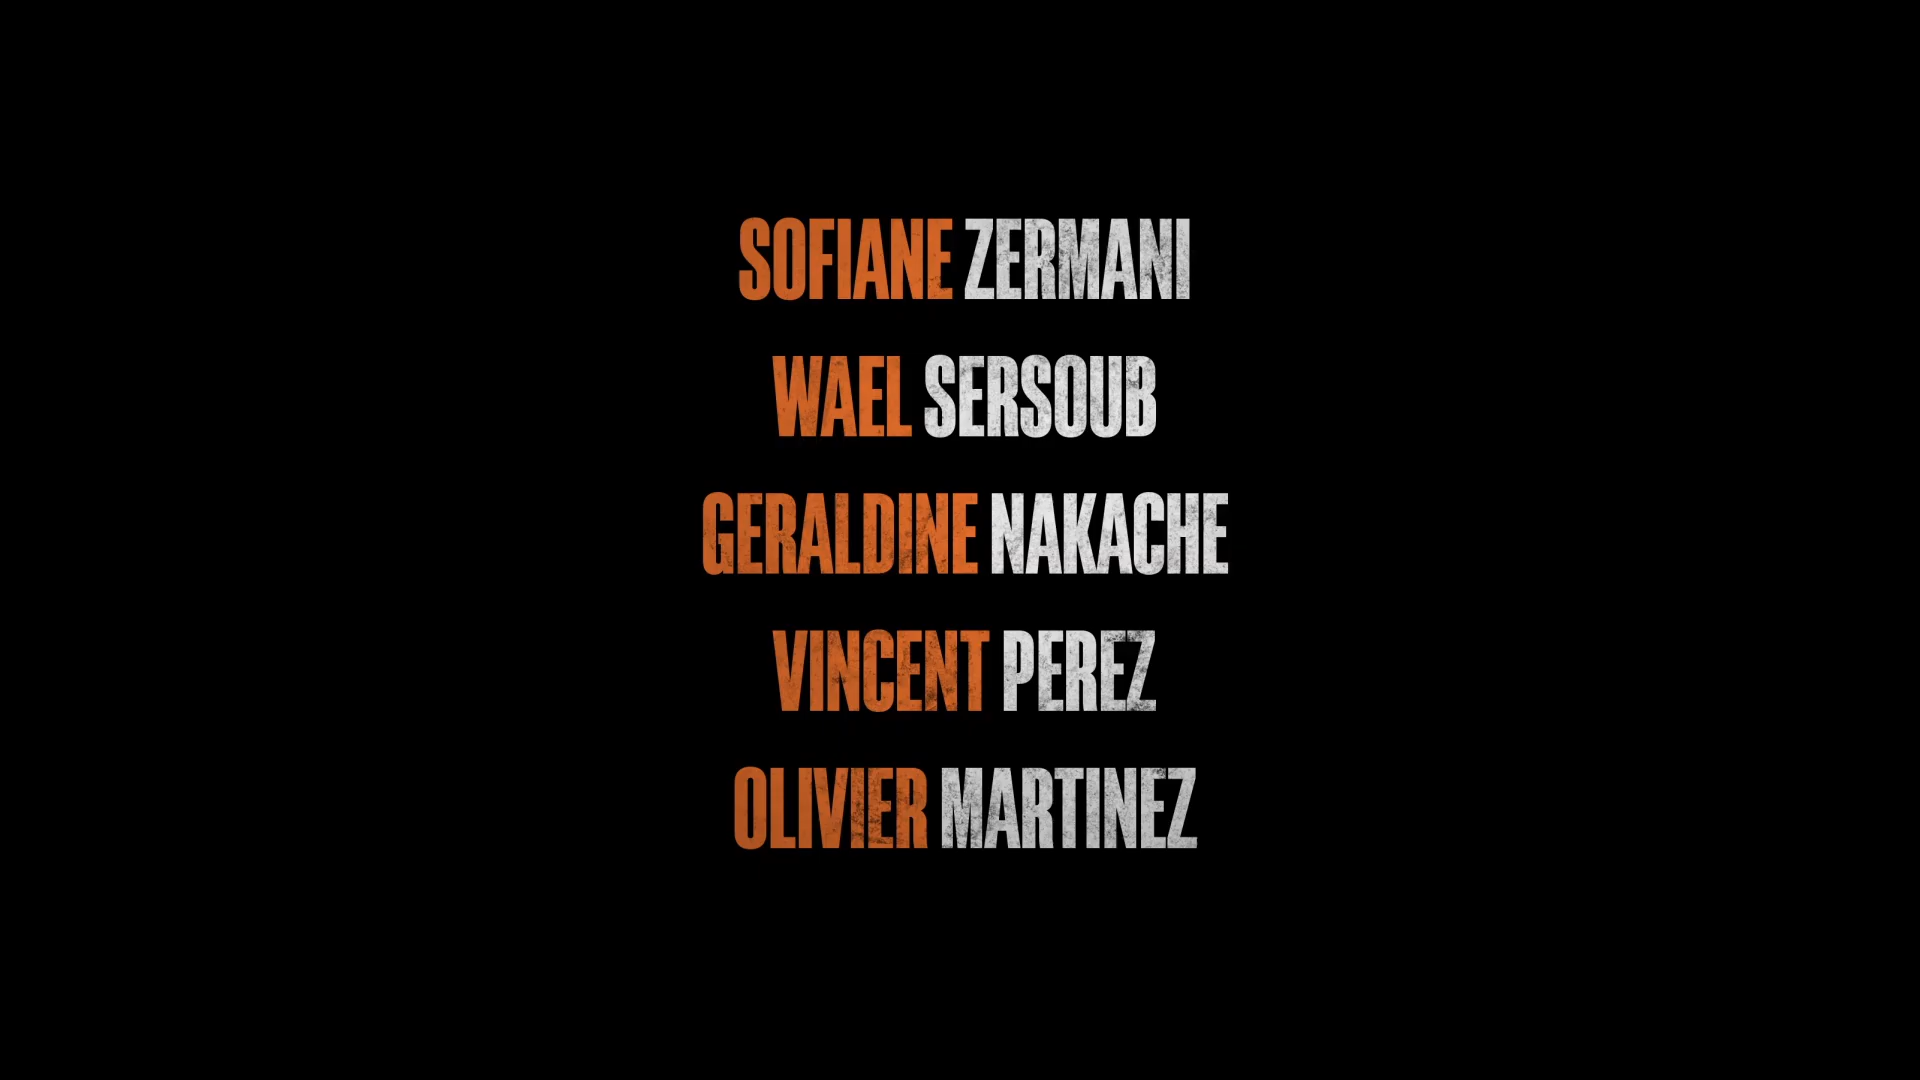 SOFIANE ZERMANI
WAEL SERSOUB
GERALDINE NAKACHE
VINCENT PEREZ
OLIVIER MARTINEZ